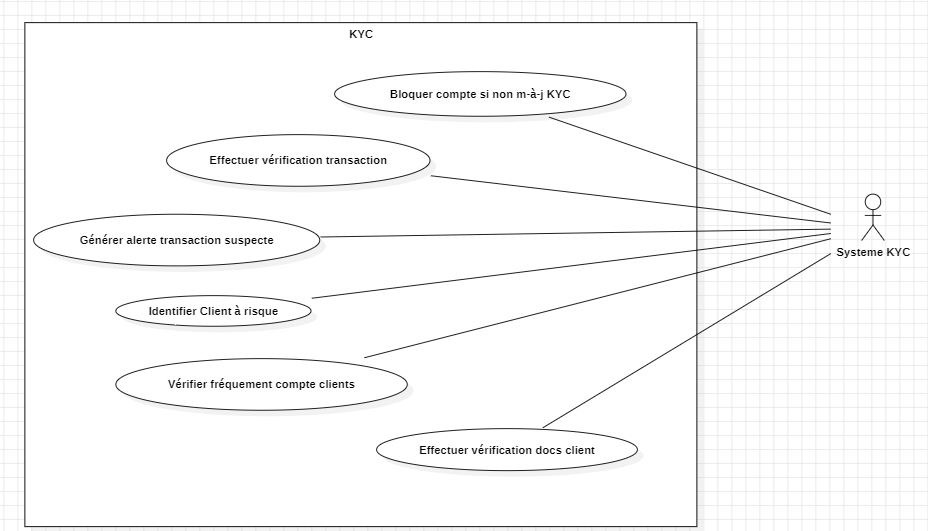 KYC
Bloquer compte si non m-à-j KYC
Effectuer vérification transaction
Générer alerte transaction suspecte
Systeme KYC
Identifier Client à risque
Vérifier fréquement compte clients
Effectuer vérification docs client